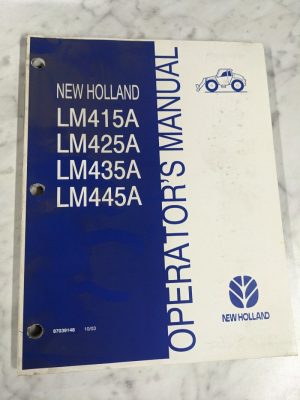 NEW HOLLAND
LM415A
LM425A
LM435A
LM445A
OPERATOR'S MANUAL
NEW HOLLAND
87039148 10/03